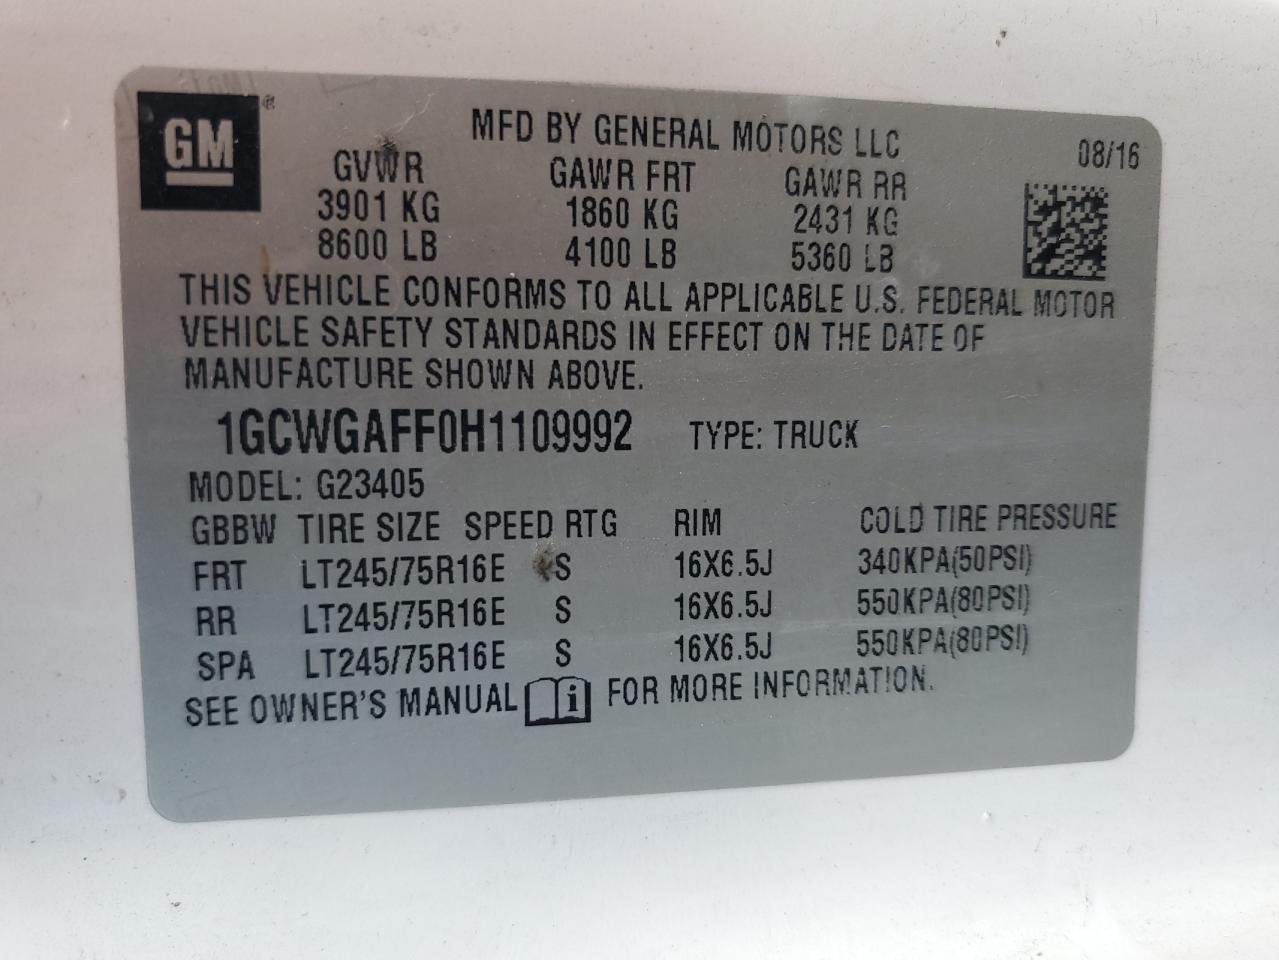 GM ®
MFD BY GENERAL MOTORS LLC 08/16
GVWR GAWR FRT GAWR RR
3901 KG 1860 KG 2431 KG
8600 LB 4100 LB 5360 LB
THIS VEHICLE CONFORMS TO ALL APPLICABLE U.S. FEDERAL MOTOR
VEHICLE SAFETY STANDARDS IN EFFECT ON THE DATE OF
MANUFACTURE SHOWN ABOVE.
1GCWGAFF0H1109992 TYPE: TRUCK
MODEL: G23405
GBBW TIRE SIZE SPEED RTG RIM COLD TIRE PRESSURE
FRT LT245/75R16E S 16X6.5J 340KPA(50PSI)
RR LT245/75R16E S 16X6.5J 550KPA(80PSI)
SPA LT245/75R16E S 16X6.5J 550KPA(80PSI)
SEE OWNER'S MANUAL i FOR MORE INFORMATION.